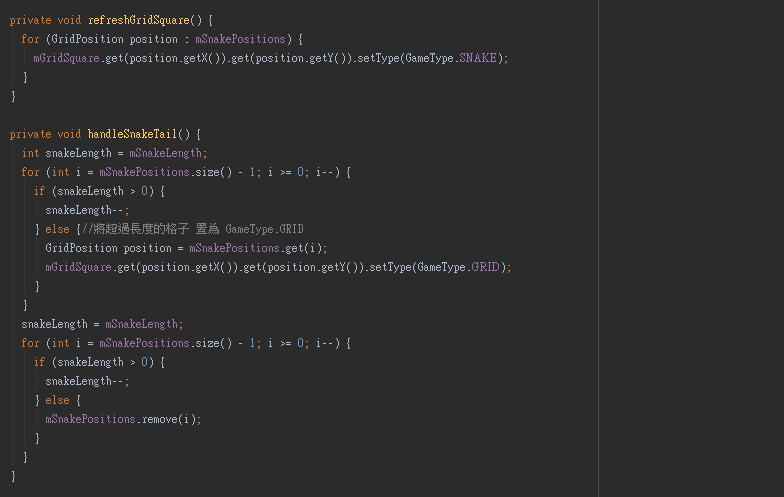 private void refreshGridSquare() {
for (GridPosition position : mSnakePositions) {
mGridSquare.get(position.getX()).get(position.getY()).setType(GameType.SNAKE);
}
}
private void handleSnakeTail() {
int snakeLength = mSnakeLength;
for (int i = mSnakePositions.size() - 1; i >= 0; i--) {
if (snakeLength > 0) {
snakeLength--;
} else {//將超過長度的格子 置為 GameType.GRID
GridPosition position = mSnakePositions.get(i);
mGridSquare.get(position.getX()).get(position.getY()).setType(GameType.GRID);
}
}
snakeLength = mSnakeLength;
for (int i = mSnakePositions.size() - 1; i >= 0; i--) {
if (snakeLength > 0) {
snakeLength--;
} else {
mSnakePositions.remove(i);
}
}
}